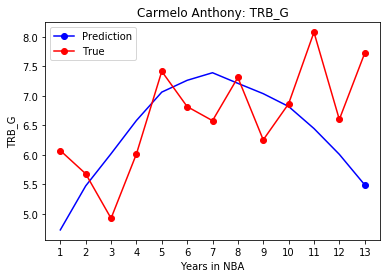 Carmelo Anthony: TRB_G
Prediction
True
8.0
7.5
7.0
6.5
6.0
5.5
5.0
TRB_G
1 2 3 4 5 6 7 8 9 10 11 12 13
Years in NBA